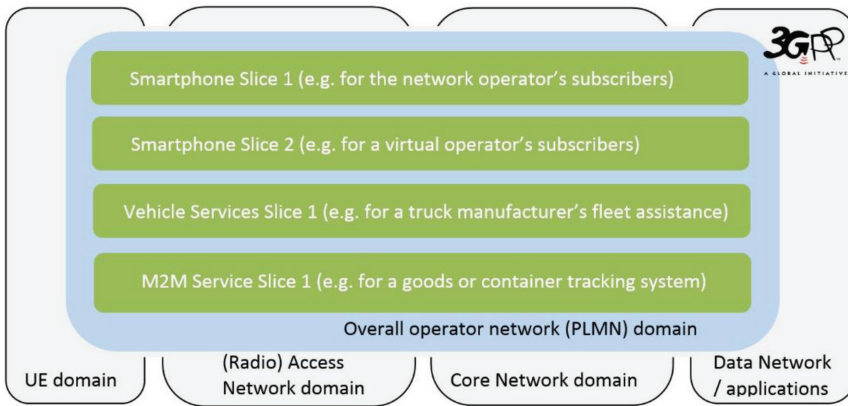 3GPP
A GLOBAL INITIATIVE
Smartphone Slice 1 (e.g. for the network operator’s subscribers)
Smartphone Slice 2 (e.g. for a virtual operator’s subscribers)
Vehicle Services Slice 1 (e.g. for a truck manufacturer’s fleet assistance)
M2M Service Slice 1 (e.g. for a goods or container tracking system)
Overall operator network (PLMN) domain
UE domain
(Radio) Access
Network domain
Core Network domain
Data Network
/ applications